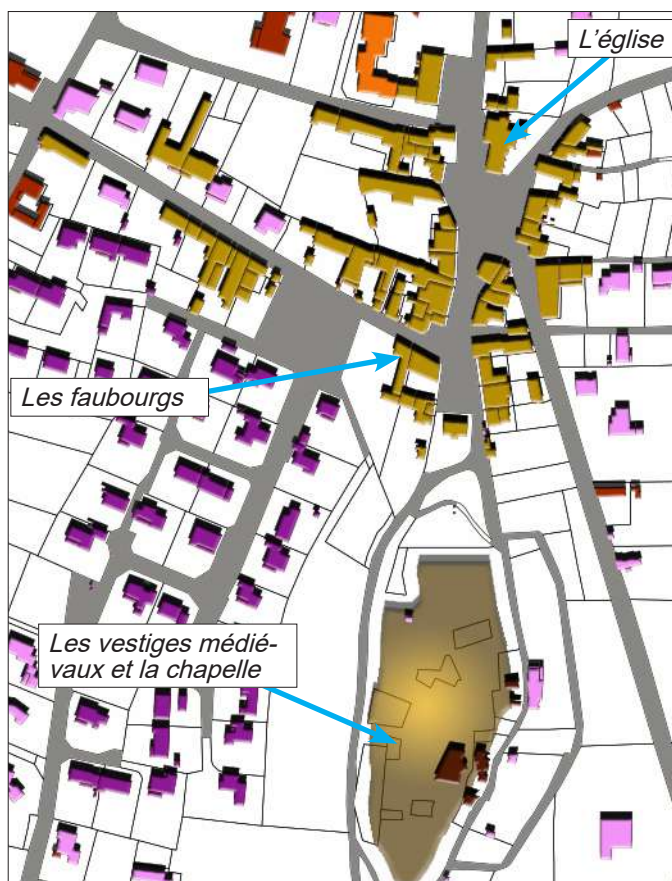 L'église
Les faubourgs
Les vestiges médié-
vaux et la chapelle